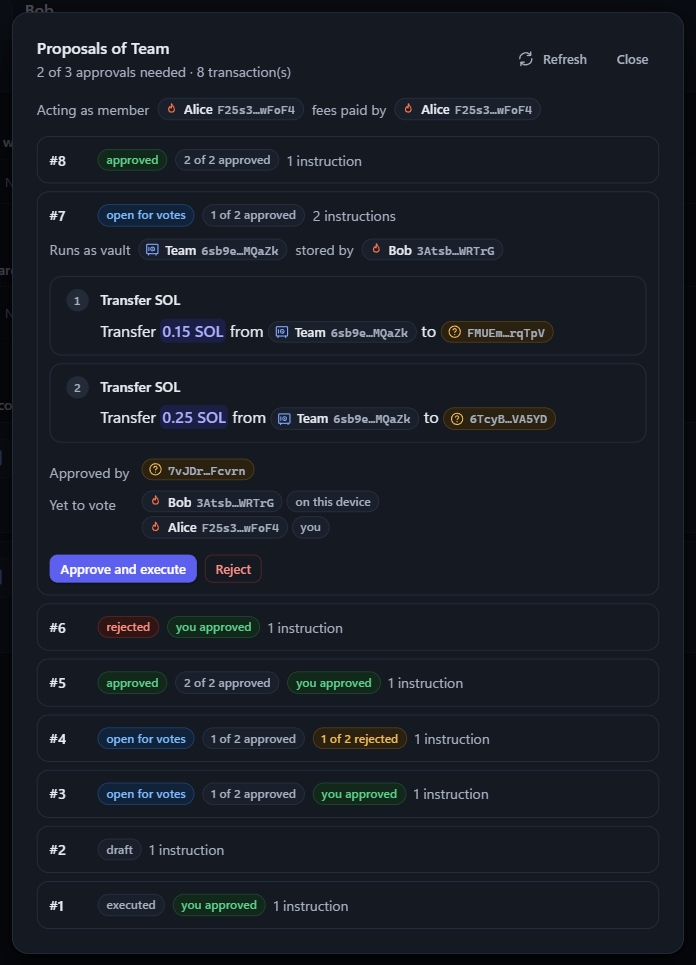 Bob
Proposals of Team
2 of 3 approvals needed · 8 transaction(s)
Refresh
Close
Acting as member Alice F25s3…wFoF4 fees paid by Alice F25s3…wFoF4
#8 approved 2 of 2 approved 1 instruction
#7 open for votes 1 of 2 approved 2 instructions
Runs as vault Team 6sb9e…MQaZk stored by Bob 3Atsb…WRTrG
1 Transfer SOL
Transfer 0.15 SOL from Team 6sb9e…MQaZk to FMUEm…rqTpV
2 Transfer SOL
Transfer 0.25 SOL from Team 6sb9e…MQaZk to 6TcyB…VA5YD
Approved by 7vJDr…Fcvrn
Yet to vote Bob 3Atsb…WRTrG on this device
Alice F25s3…wFoF4 you
Approve and execute Reject
#6 rejected you approved 1 instruction
#5 approved 2 of 2 approved you approved 1 instruction
#4 open for votes 1 of 2 approved 1 of 2 rejected 1 instruction
#3 open for votes 1 of 2 approved you approved 1 instruction
#2 draft 1 instruction
#1 executed you approved 1 instruction